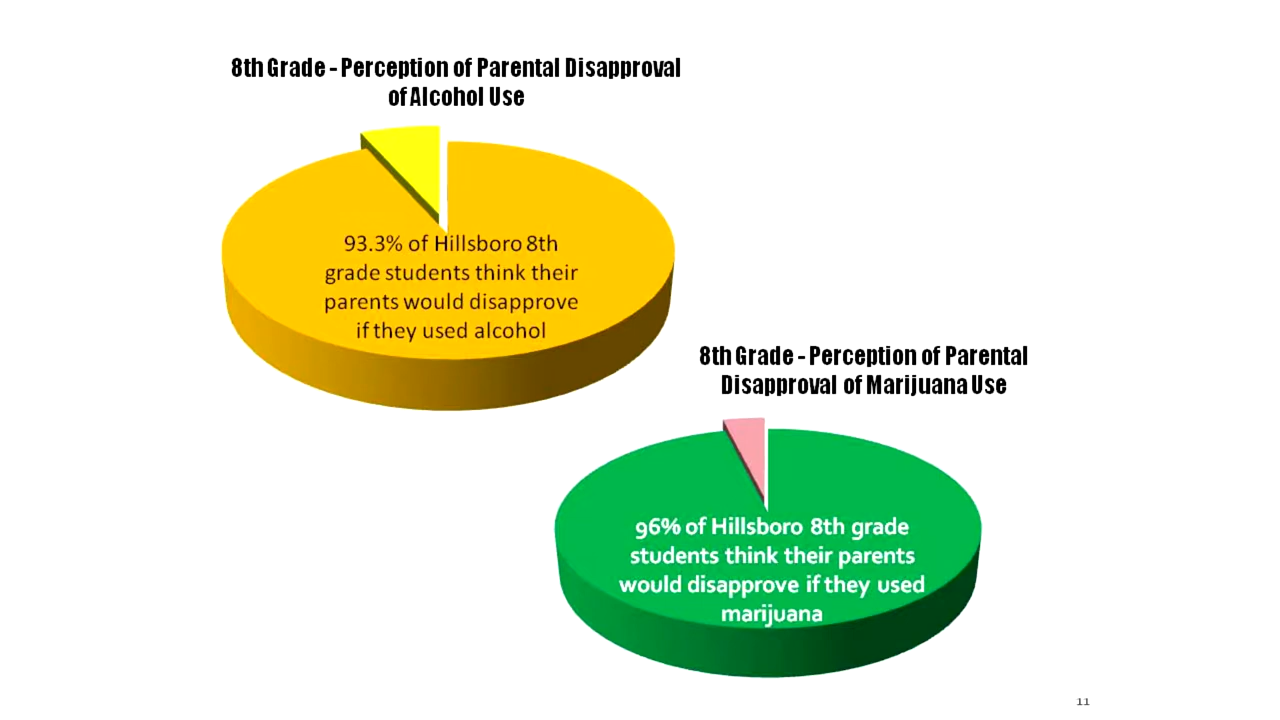 8th Grade - Perception of Parental Disapproval
of Alcohol Use
93.3% of Hillsboro 8th
grade students think their
parents would disapprove
if they used alcohol
8th Grade - Perception of Parental
Disapproval of Marijuana Use
96% of Hillsboro 8th grade
students think their parents
would disapprove if they used
marijuana
11